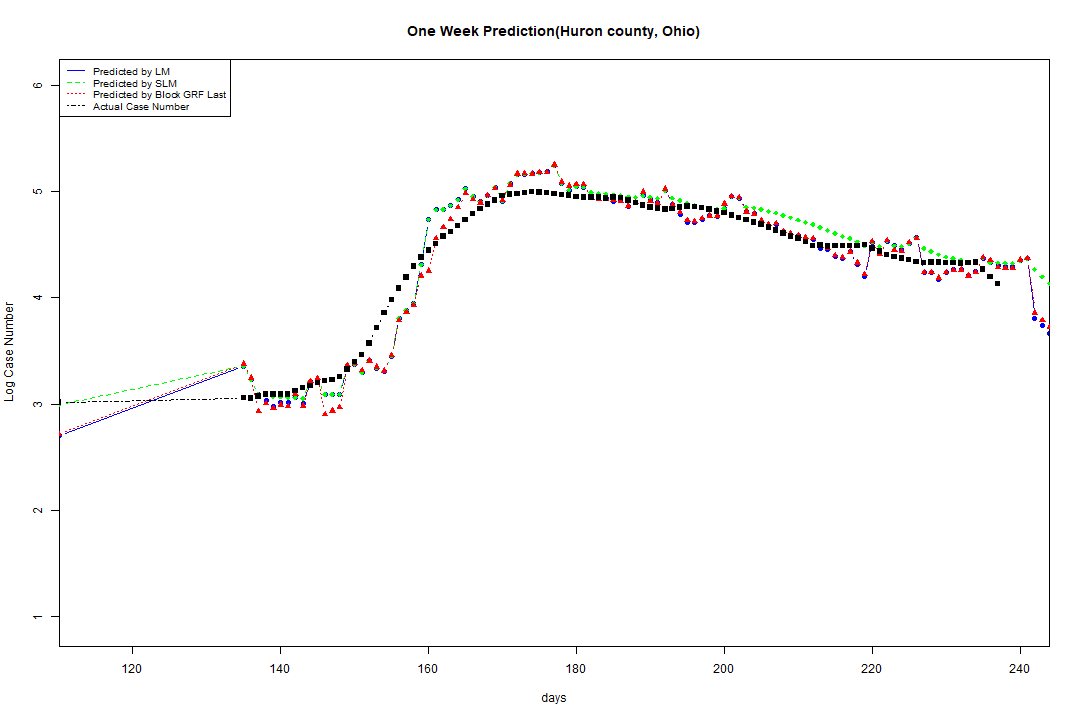 One Week Prediction(Huron county, Ohio)
Predicted by LM
Predicted by SLM
Predicted by Block GRF Last
Actual Case Number
6
5
4
3
2
1
Log Case Number
120 140 160 180 200 220 240
days